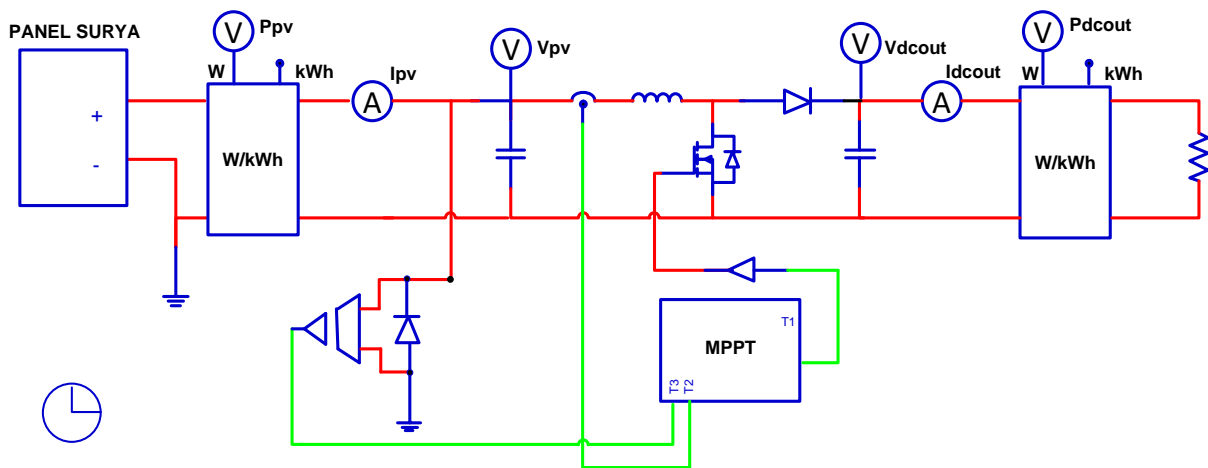 PANEL SURYA
+
-
V
Ppv
W
kWh
W/kWh
A
Ipv
V
Vpv
V
Vdcout
A
Idcout
V
Pdcout
W
kWh
W/kWh
MPPT
T1
T3
T2